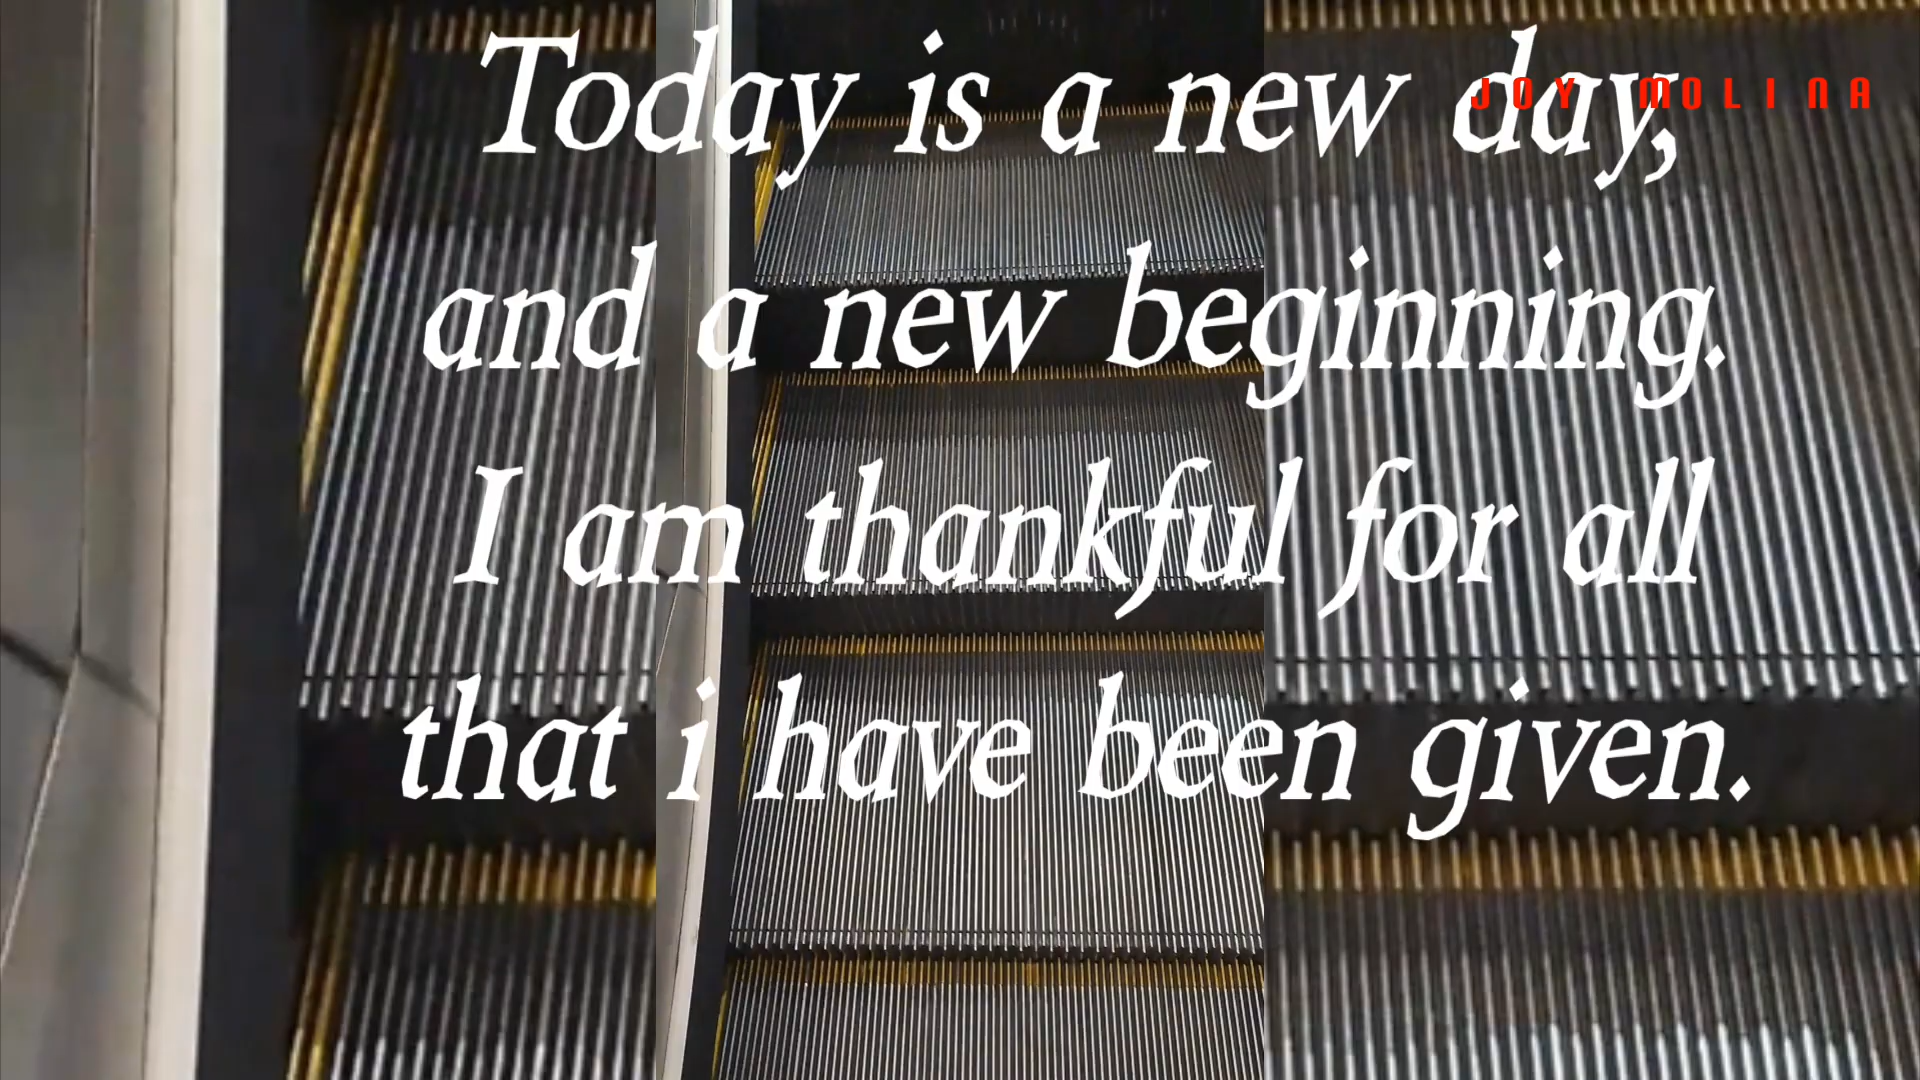 Today is a new day,
JOY MOLINA
and a new beginning.
I am thankful for all
that i have been given.